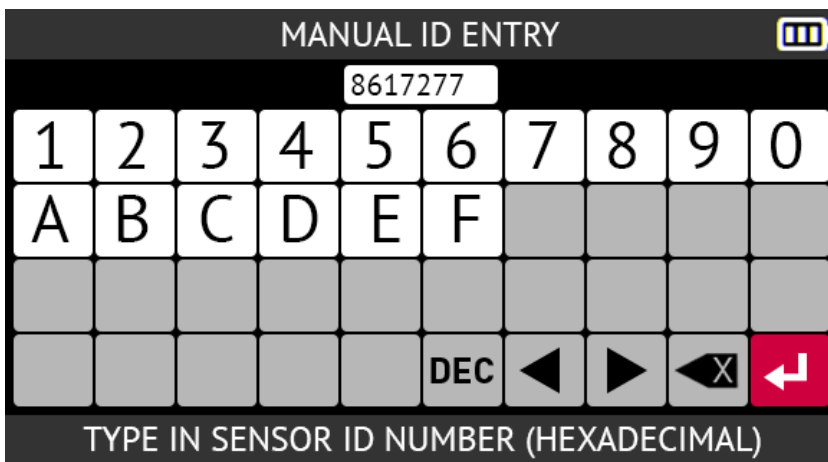 MANUAL ID ENTRY
8617277
1 2 3 4 5 6 7 8 9 0
A B C D E F
DEC X
TYPE IN SENSOR ID NUMBER (HEXADECIMAL)